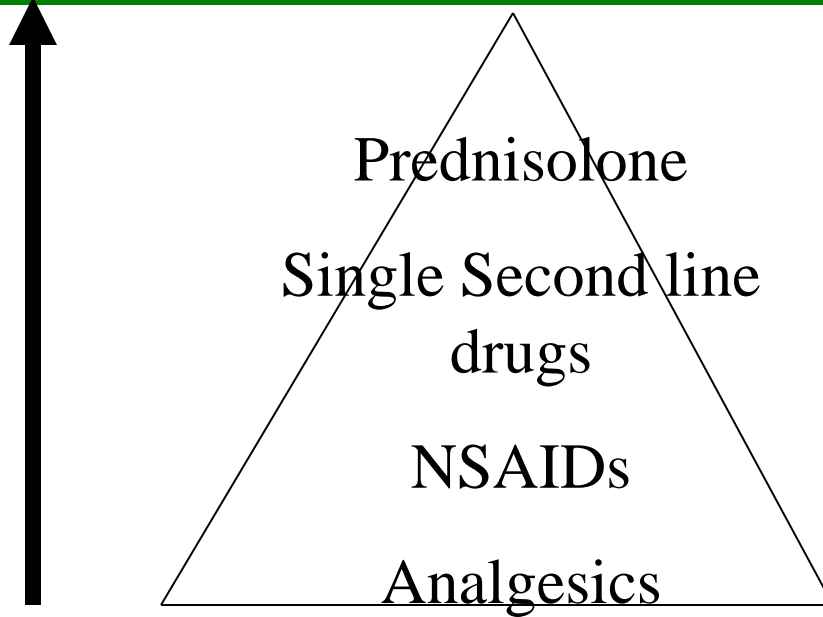 Prednisolone
Single Second line
drugs
NSAIDs
Analgesics